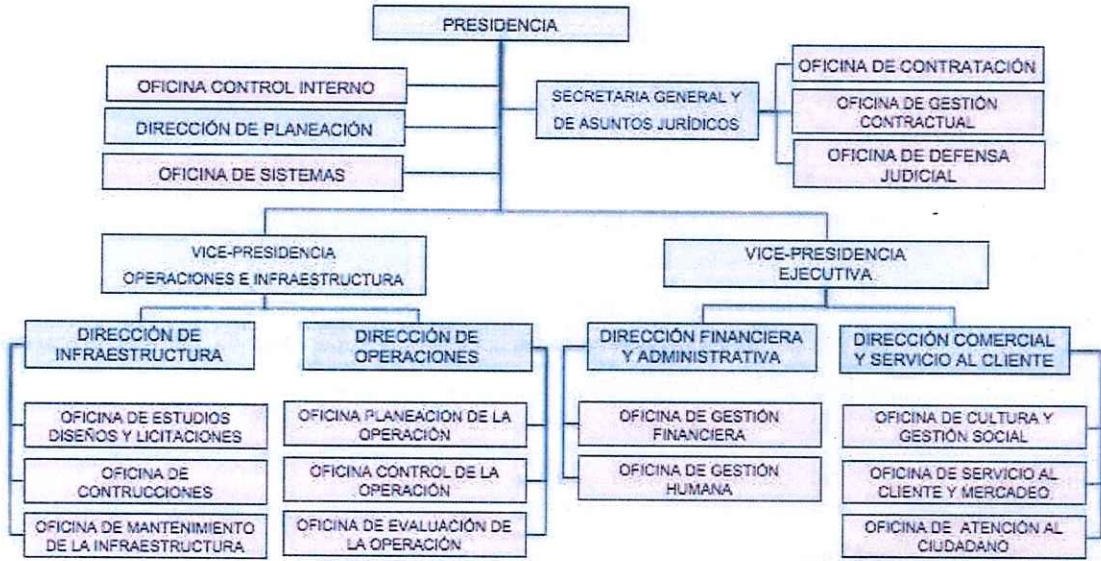 PRESIDENCIA
OFICINA CONTROL INTERNO
DIRECCIÓN DE PLANEACIÓN
OFICINA DE SISTEMAS
SECRETARIA GENERAL Y
DE ASUNTOS JURÍDICOS
OFICINA DE CONTRATACIÓN
OFICINA DE GESTIÓN
CONTRACTUAL
OFICINA DE DEFENSA
JUDICIAL
VICE-PRESIDENCIA
OPERACIONES E INFRAESTRUCTURA
VICE-PRESIDENCIA
EJECUTIVA
DIRECCIÓN DE
INFRAESTRUCTURA
DIRECCIÓN DE
OPERACIONES
DIRECCIÓN FINANCIERA
Y ADMINISTRATIVA
DIRECCIÓN COMERCIAL
Y SERVICIO AL CLIENTE
OFICINA DE ESTUDIOS
DISEÑOS Y LICITACIONES
OFICINA DE
CONTRUCCIONES
OFICINA DE MANTENIMIENTO
DE LA INFRAESTRUCTURA
OFICINA PLANEACION DE LA
OPERACIÓN
OFICINA CONTROL DE LA
OPERACIÓN
OFICINA DE EVALUACIÓN DE
LA OPERACIÓN
OFICINA DE GESTIÓN
FINANCIERA
OFICINA DE GESTIÓN
HUMANA
OFICINA DE CULTURA Y
GESTIÓN SOCIAL
OFICINA DE SERVICIO AL
CLIENTE Y MERCADEO
OFICINA DE ATENCIÓN AL
CIUDADANO